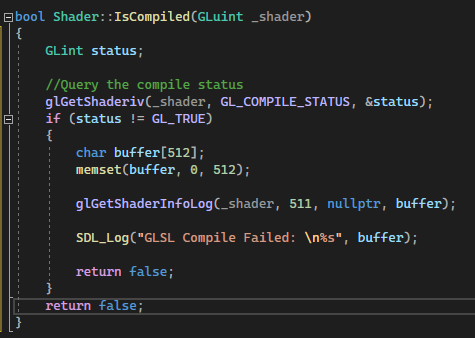 bool Shader::IsCompiled(GLuint _shader)
{
GLint status;
//Query the compile status
glGetShaderiv(_shader, GL_COMPILE_STATUS, &status);
if (status != GL_TRUE)
{
char buffer[512];
memset(buffer, 0, 512);
glGetShaderInfoLog(_shader, 511, nullptr, buffer);
SDL_Log("GLSL Compile Failed: \n%s", buffer);
return false;
}
return false;
}